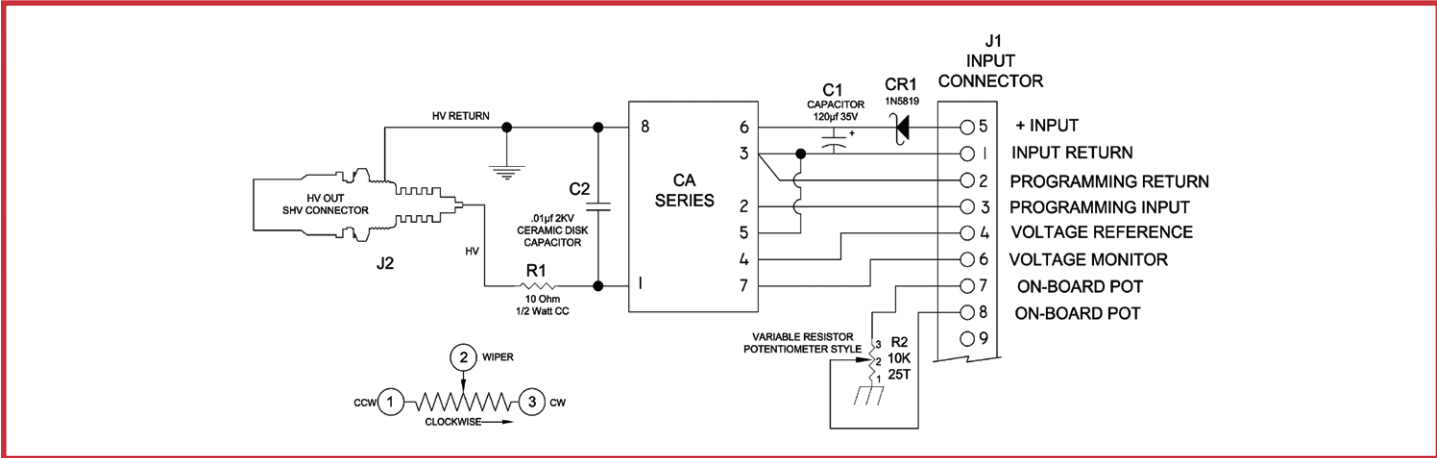 J1
INPUT
CONNECTOR
CR1
1N5819
C1
CAPACITOR
120µf 35V
+
HV RETURN
8
6
3
CA
SERIES
2
5
4
7
1
5 + INPUT
1 INPUT RETURN
2 PROGRAMMING RETURN
3 PROGRAMMING INPUT
4 VOLTAGE REFERENCE
6 VOLTAGE MONITOR
7 ON-BOARD POT
8 ON-BOARD POT
9
HV OUT
SHV CONNECTOR
J2
HV
C2
.01µf 2KV
CERAMIC DISK
CAPACITOR
R1
10 Ohm
1/2 Watt CC
VARIABLE RESISTOR
POTENTIOMETER STYLE
3
2
1
R2
10K
25T
2 WIPER
CCW 1
3 CW
CLOCKWISE